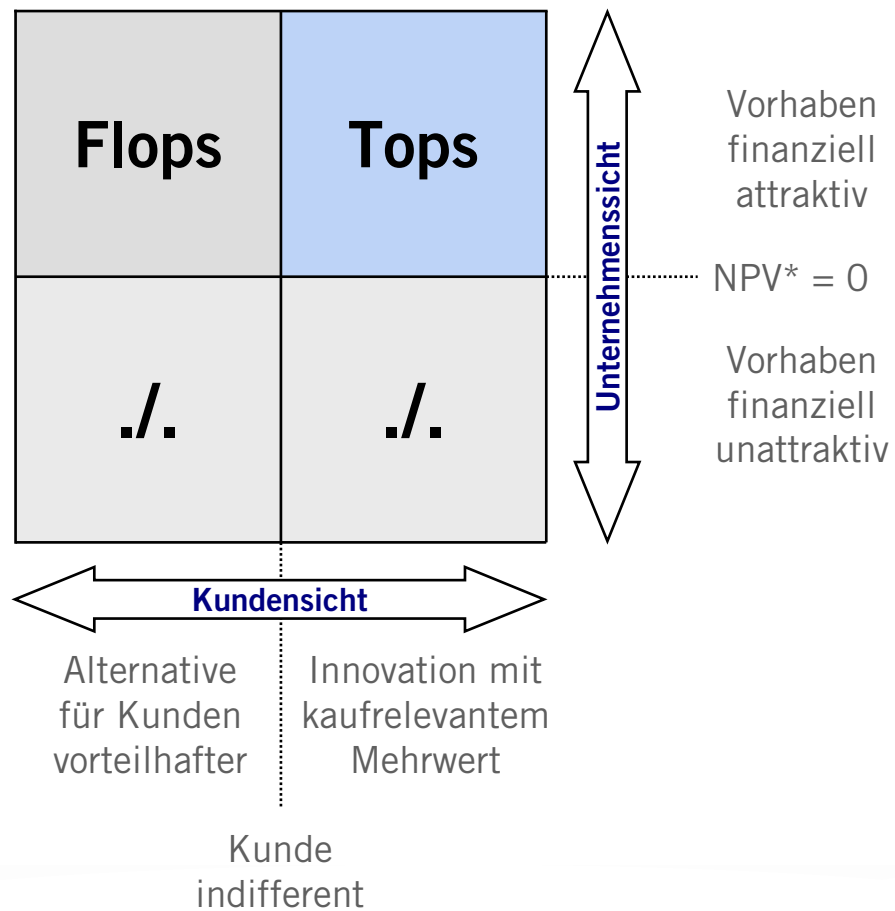 Flops
Tops
./.
./.
Unternehmenssicht
Vorhaben
finanziell
attraktiv
NPV* = 0
Vorhaben
finanziell
unattraktiv
Kundensicht
Alternative
für Kunden
vorteilhafter
Innovation mit
kaufrelevantem
Mehrwert
Kunde
indifferent